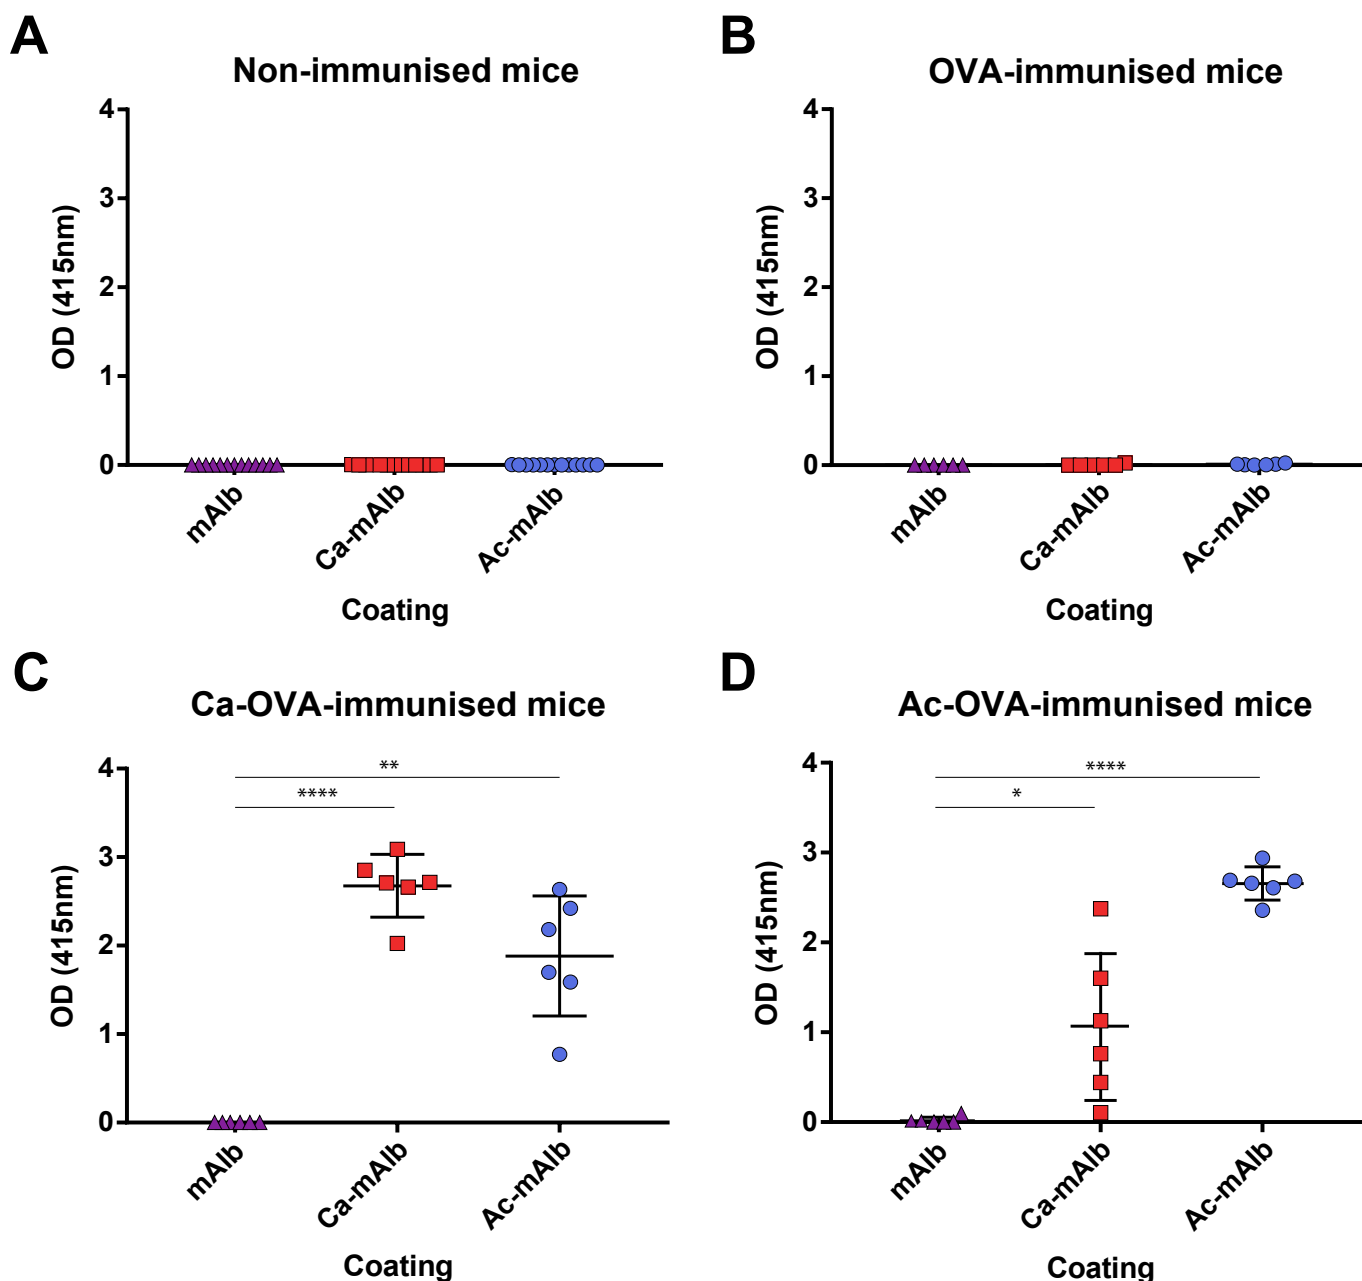 A
Non-immunised mice
4
3
2
1
0
OD (415nm)
mAlb
Ca-mAlb
Ac-mAlb
Coating
B
OVA-immunised mice
4
3
2
1
0
OD (415nm)
mAlb
Ca-mAlb
Ac-mAlb
Coating
C
Ca-OVA-immunised mice
4
3
2
1
0
OD (415nm)
**
****
mAlb
Ca-mAlb
Ac-mAlb
Coating
D
Ac-OVA-immunised mice
4
3
2
1
0
OD (415nm)
****
*
mAlb
Ca-mAlb
Ac-mAlb
Coating